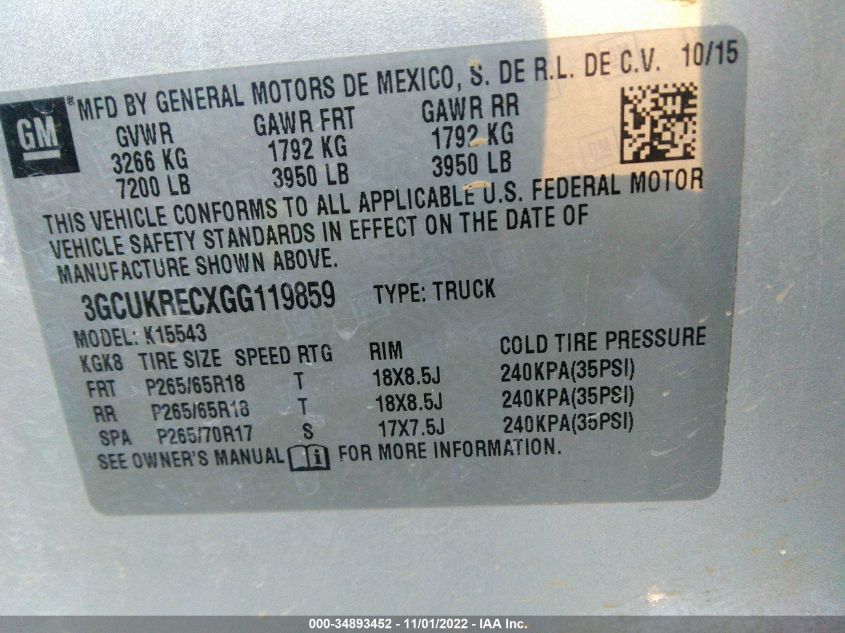 GM ® MFD BY GENERAL MOTORS DE MEXICO, S. DE R.L. DE C.V. 10/15
GVWR GAWR FRT GAWR RR
3266 KG 1792 KG 1792 KG
7200 LB 3950 LB 3950 LB
THIS VEHICLE CONFORMS TO ALL APPLICABLE U.S. FEDERAL MOTOR
VEHICLE SAFETY STANDARDS IN EFFECT ON THE DATE OF
MANUFACTURE SHOWN ABOVE.
3GCUKRECXGG119859 TYPE: TRUCK
MODEL: K15543
KGK8 TIRE SIZE SPEED RTG RIM COLD TIRE PRESSURE
FRT P265/65R18 T 18X8.5J 240KPA(35PSI)
RR P265/65R18 T 18X8.5J 240KPA(35PSI)
SPA P265/70R17 S 17X7.5J 240KPA(35PSI)
SEE OWNER'S MANUAL i FOR MORE INFORMATION.
000-34893452 - 11/01/2022 - IAA Inc.